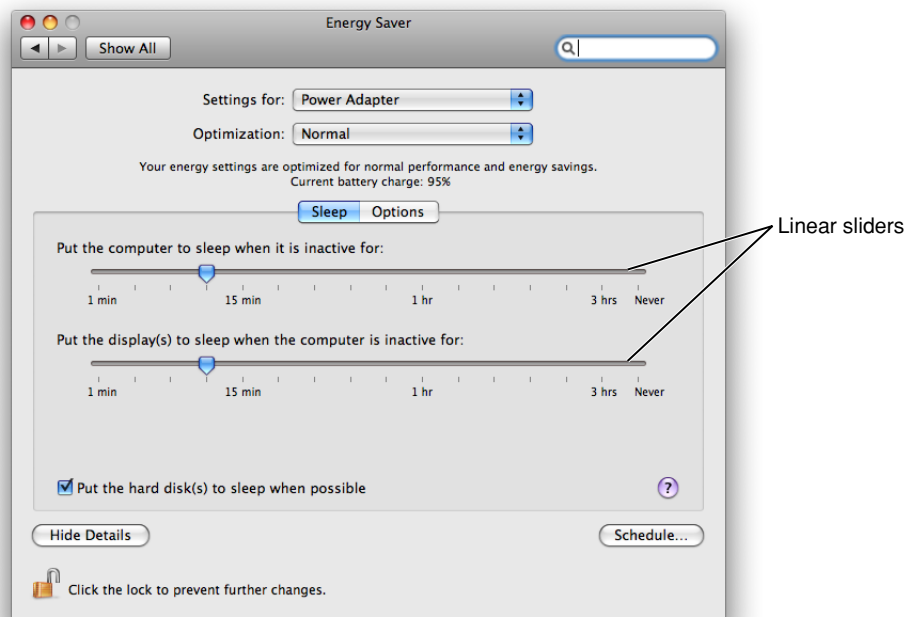 Energy Saver
Show All
Settings for: Power Adapter
Optimization: Normal
Your energy settings are optimized for normal performance and energy savings.
Current battery charge: 95%
Sleep Options
Linear sliders
Put the computer to sleep when it is inactive for:
1 min 15 min 1 hr 3 hrs Never
Put the display(s) to sleep when the computer is inactive for:
1 min 15 min 1 hr 3 hrs Never
Put the hard disk(s) to sleep when possible
?
Hide Details Schedule...
Click the lock to prevent further changes.